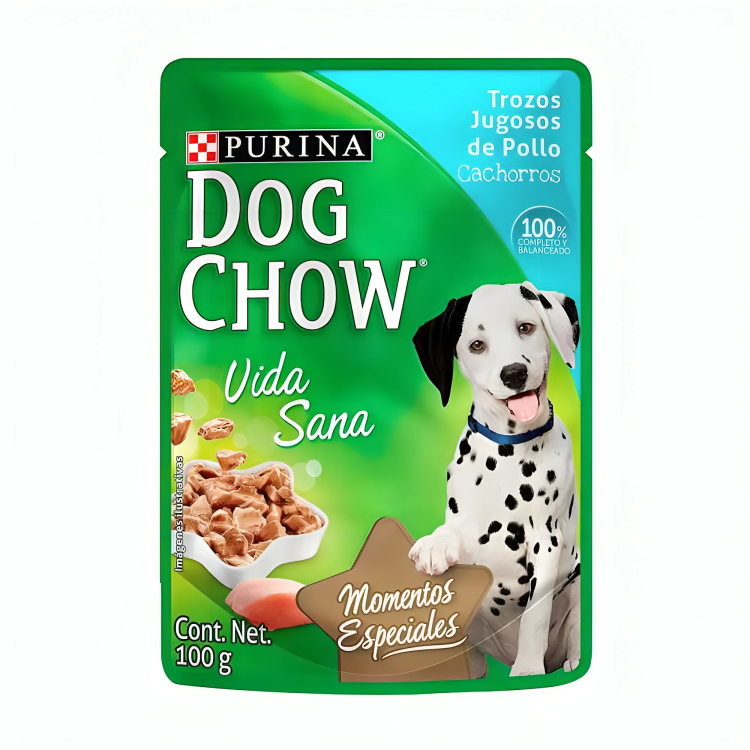 Trozos
Jugosos
de Pollo
Cachorros
PURINA®
DOG
CHOW®
100%
COMPLETO Y
BALANCEADO
Vida
Sana
Imágenes ilustrativas
Momentos
Especiales
Cont. Net.
100 g